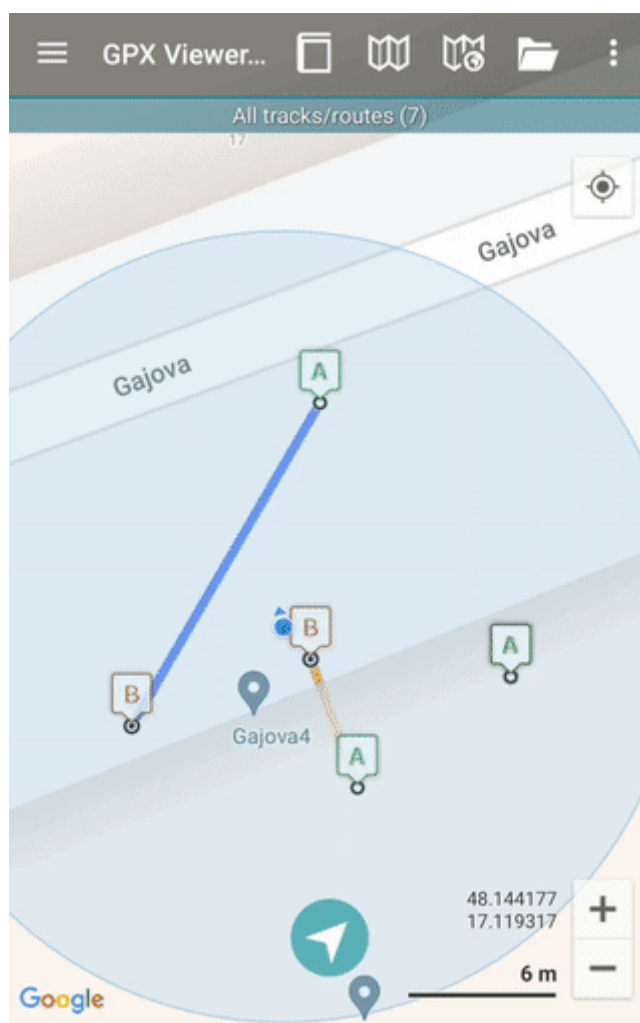 GPX Viewer...
All tracks/routes (7)
17
Gajova
Gajova
A
B
A
B
Gajova4
A
48.144177
17.119317
6 m
Google